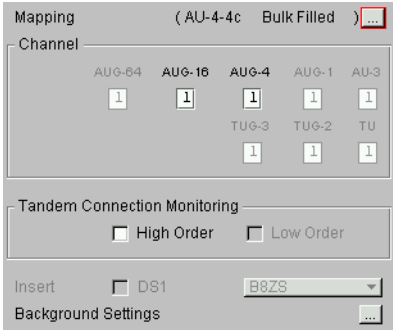 Mapping ( AU-4-4c Bulk Filled ) ...
Channel
AUG-64 AUG-16 AUG-4 AUG-1 AU-3
1 1 1 1 1
TUG-3 TUG-2 TU
1 1 1
Tandem Connection Monitoring
High Order Low Order
Insert DS1 B8ZS
Background Settings ...